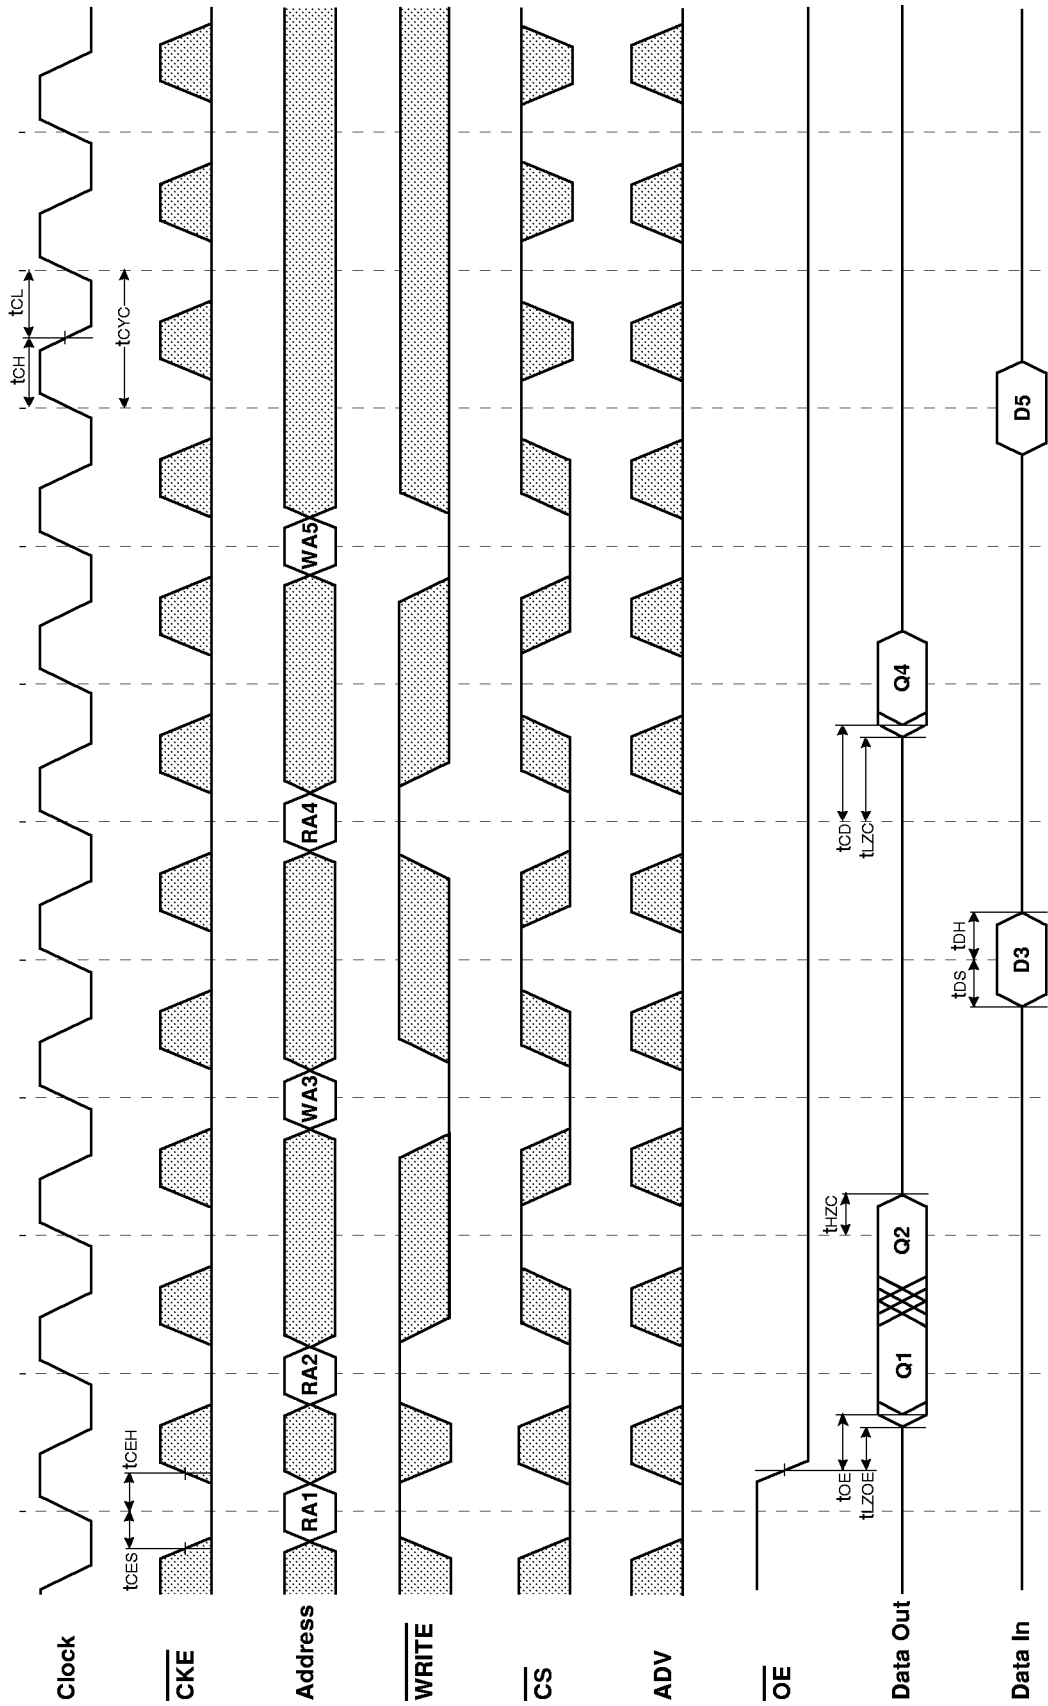 Clock
tCES
tCEH
tCH
tCL
tCYC
CKE
Address
RA1
RA2
WA3
RA4
WA5
WRITE
CS
ADV
OE
tOE
tLZOE
tHZC
tCD
tLZC
Data Out
Q1
Q2
Q4
tDS
tDH
Data In
D3
D5